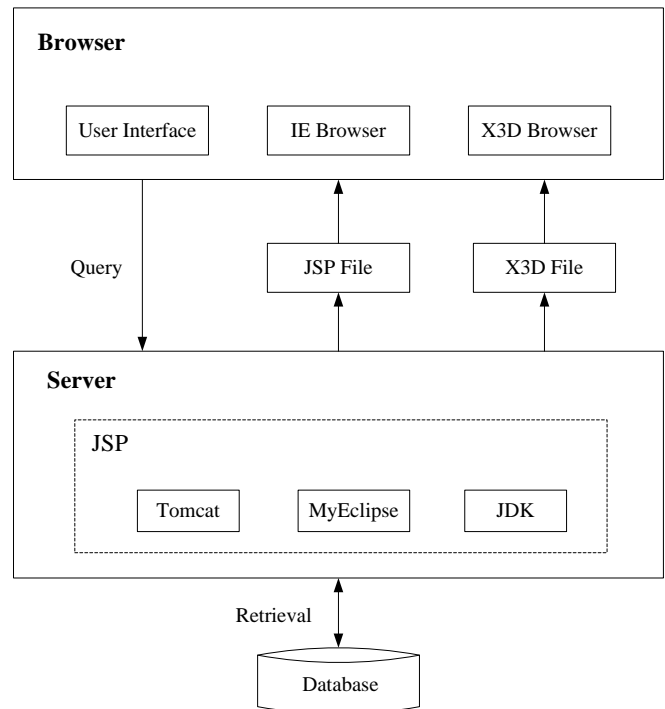 Browser
User Interface
IE Browser
X3D Browser
Query
JSP File
X3D File
Server
JSP
Tomcat
MyEclipse
JDK
Retrieval
Database